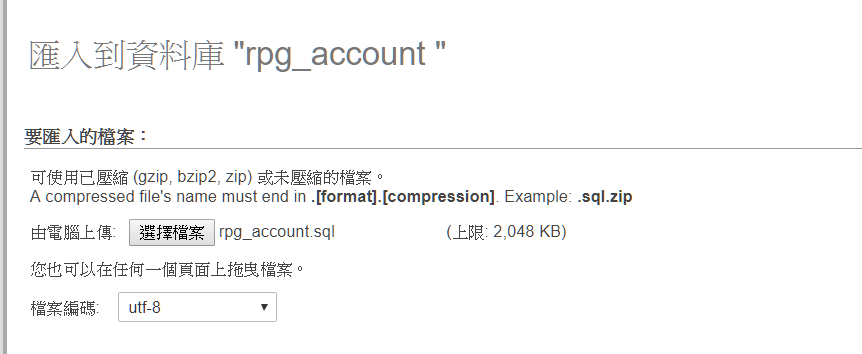 匯入到資料庫 "rpg_account "
要匯入的檔案：
可使用已壓縮 (gzip, bzip2, zip) 或未壓縮的檔案。
A compressed file's name must end in .[format].[compression]. Example: .sql.zip
由電腦上傳: 選擇檔案 rpg_account.sql (上限: 2,048 KB)
您也可以在任何一個頁面上拖曳檔案。
檔案編碼: utf-8